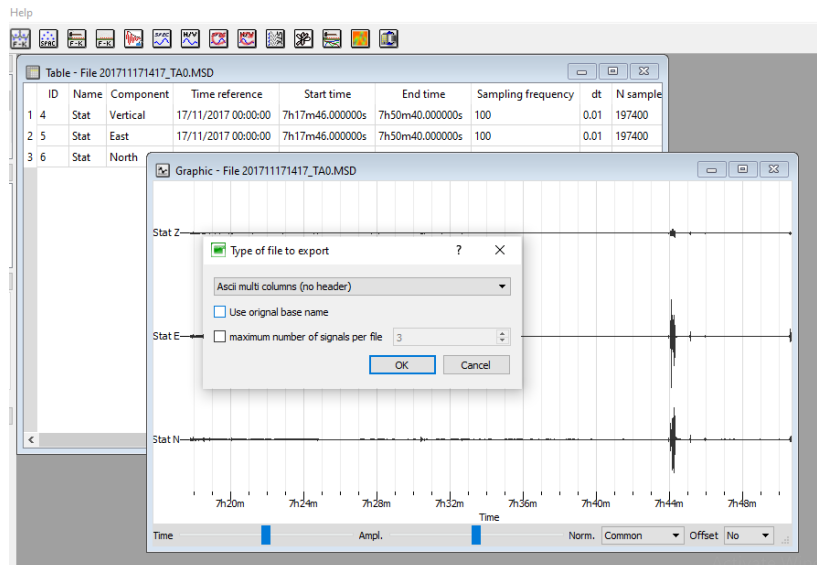 Help
F-K SPAC F-K F-K SPEC H/V
Table - File 201711171417_TA0.MSD
ID Name Component Time reference Start time End time Sampling frequency dt N sample
1 4 Stat Vertical 17/11/2017 00:00:00 7h17m46.000000s 7h50m40.000000s 100 0.01 197400
2 5 Stat East 17/11/2017 00:00:00 7h17m46.000000s 7h50m40.000000s 100 0.01 197400
3 6 Stat North
Graphic - File 201711171417_TA0.MSD
Stat Z
Type of file to export ?
Ascii multi columns (no header)
Use orignal base name
Stat E
maximum number of signals per file 3
OK Cancel
Stat N
7h20m 7h24m 7h28m 7h32m 7h36m 7h40m 7h44m 7h48m
Time
Time Ampl. Norm. Common Offset No